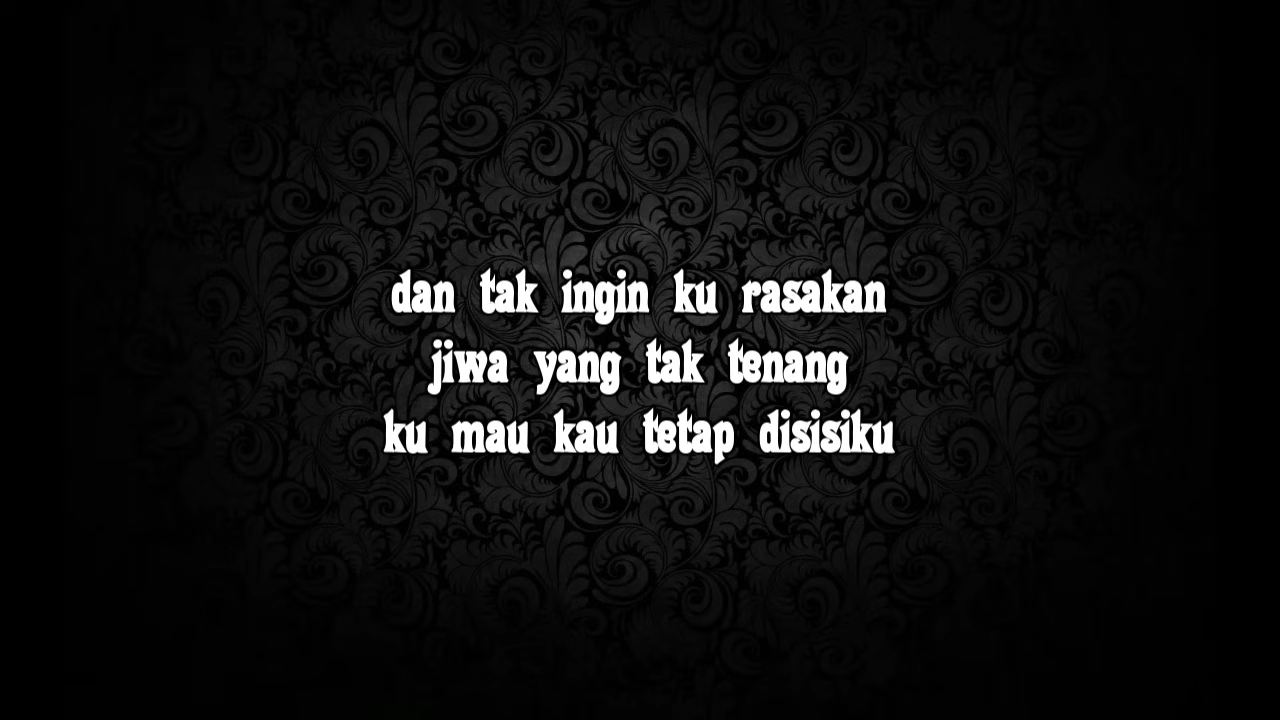 dan tak ingin ku rasakan
jiwa yang tak tenang
ku mau kau tetap disisiku